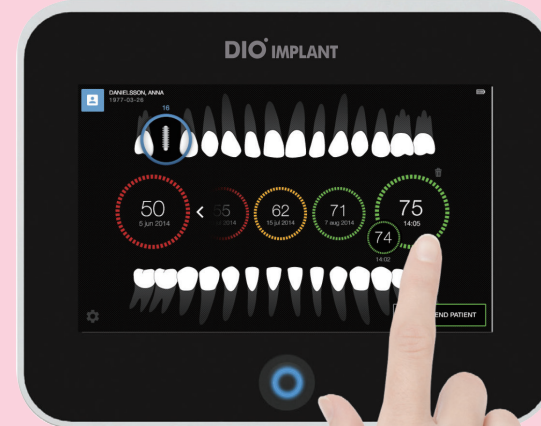 DIO IMPLANT
DANIELSSON, ANNA
1977-03-26
16
50
5 jun 2014
55
2014
62
15 jul 2014
71
7 aug 2014
75
14:05
74
14:02
END PATIENT